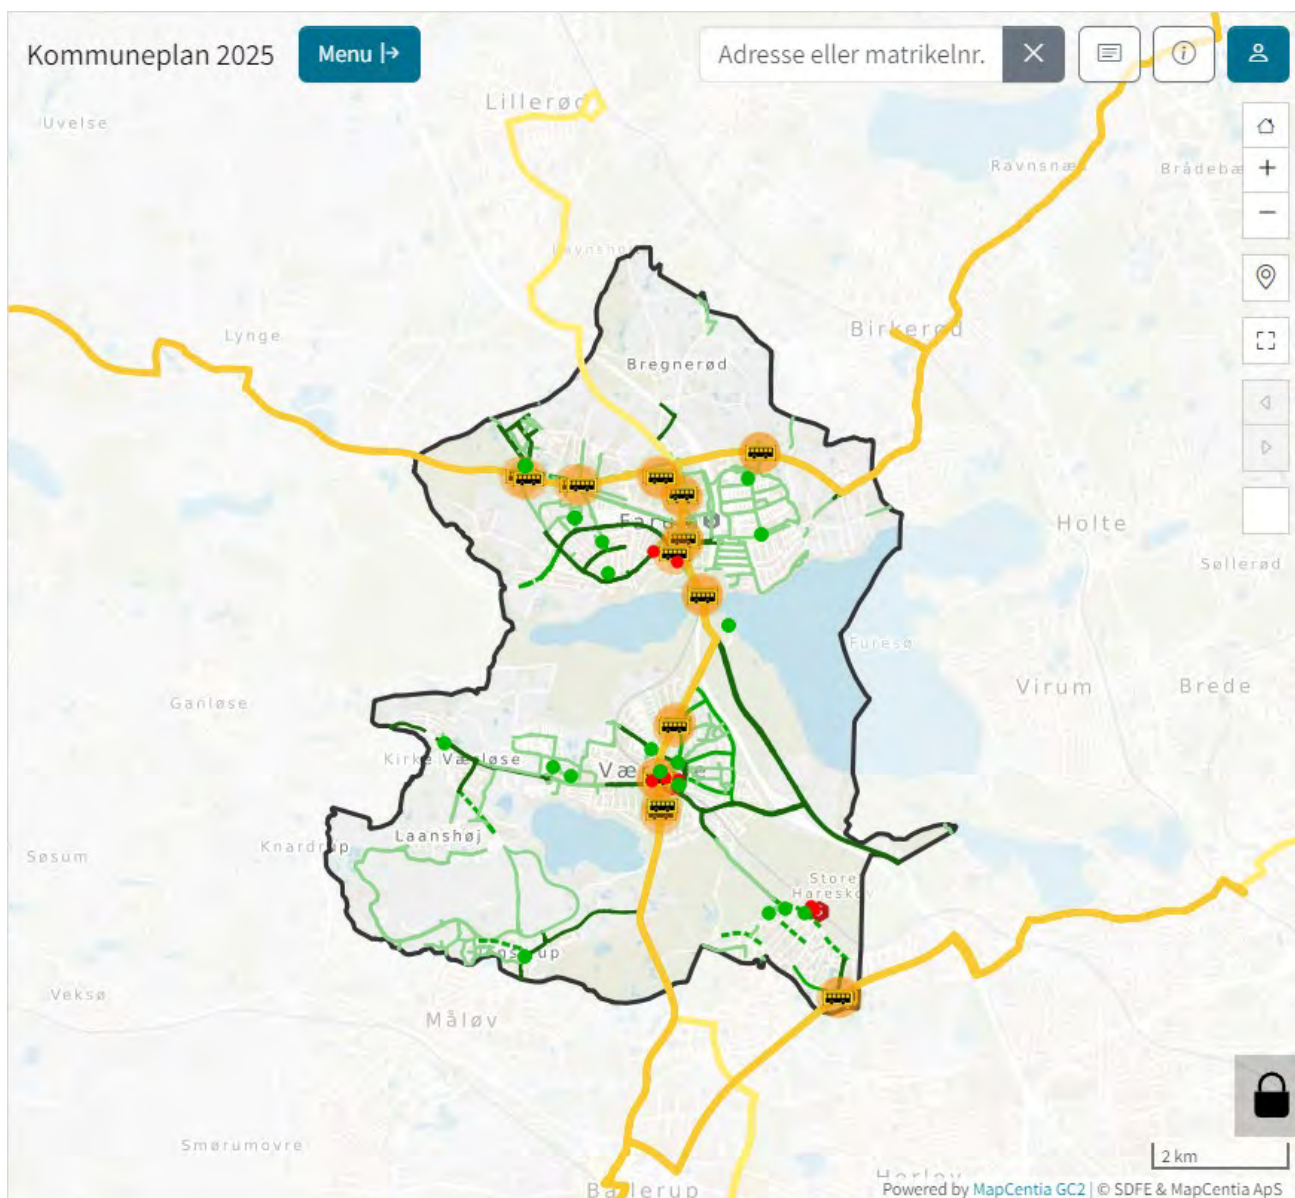 Kommuneplan 2025
Menu
Adresse eller matrikelnr.
Lillerød
Uvelse
Ravnsnæs
Lynge
Birkerød
Bregnerød
Holte
Søllerød
Furesø
Virum
Brede
Ganløse
Kirke Værløse
Laanshøj
Knardrup
Søsum
Store
Hareskov
Veksø
Måløv
Smørumovre
2 km
Ballerup
Powered by MapCentia GC2 | © SDFE & MapCentia ApS